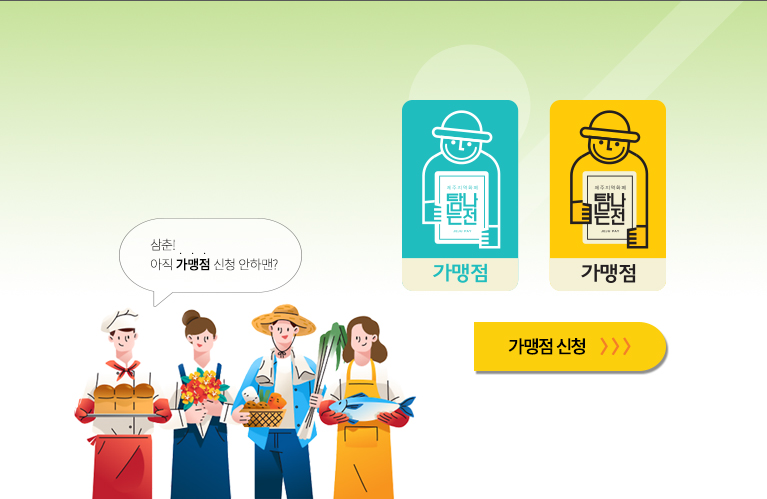 삼춘!
아직 가맹점 신청 안하맨?
제주지역화폐
탐나
는전
가맹점
제주지역화폐
탐나
는전
가맹점
가맹점 신청 》》》